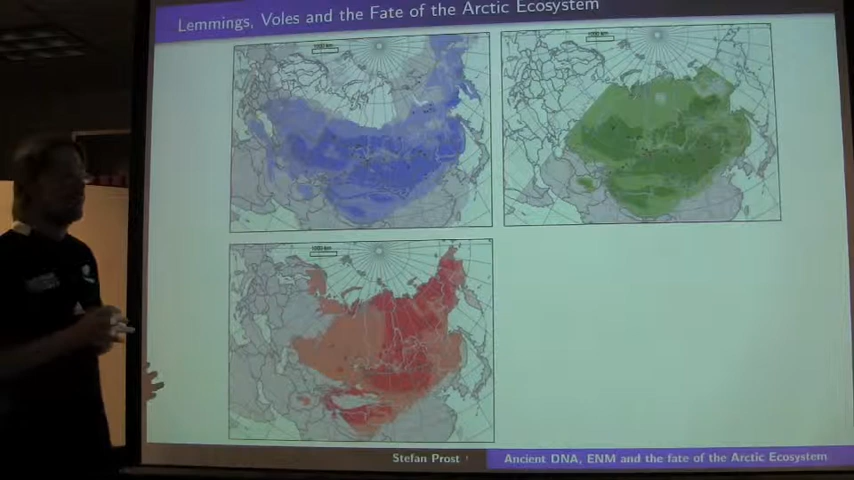 Lemmings, Voles and the Fate of the Arctic Ecosystem
Stefan Prost
Ancient DNA, ENM and the fate of the Arctic Ecosystem